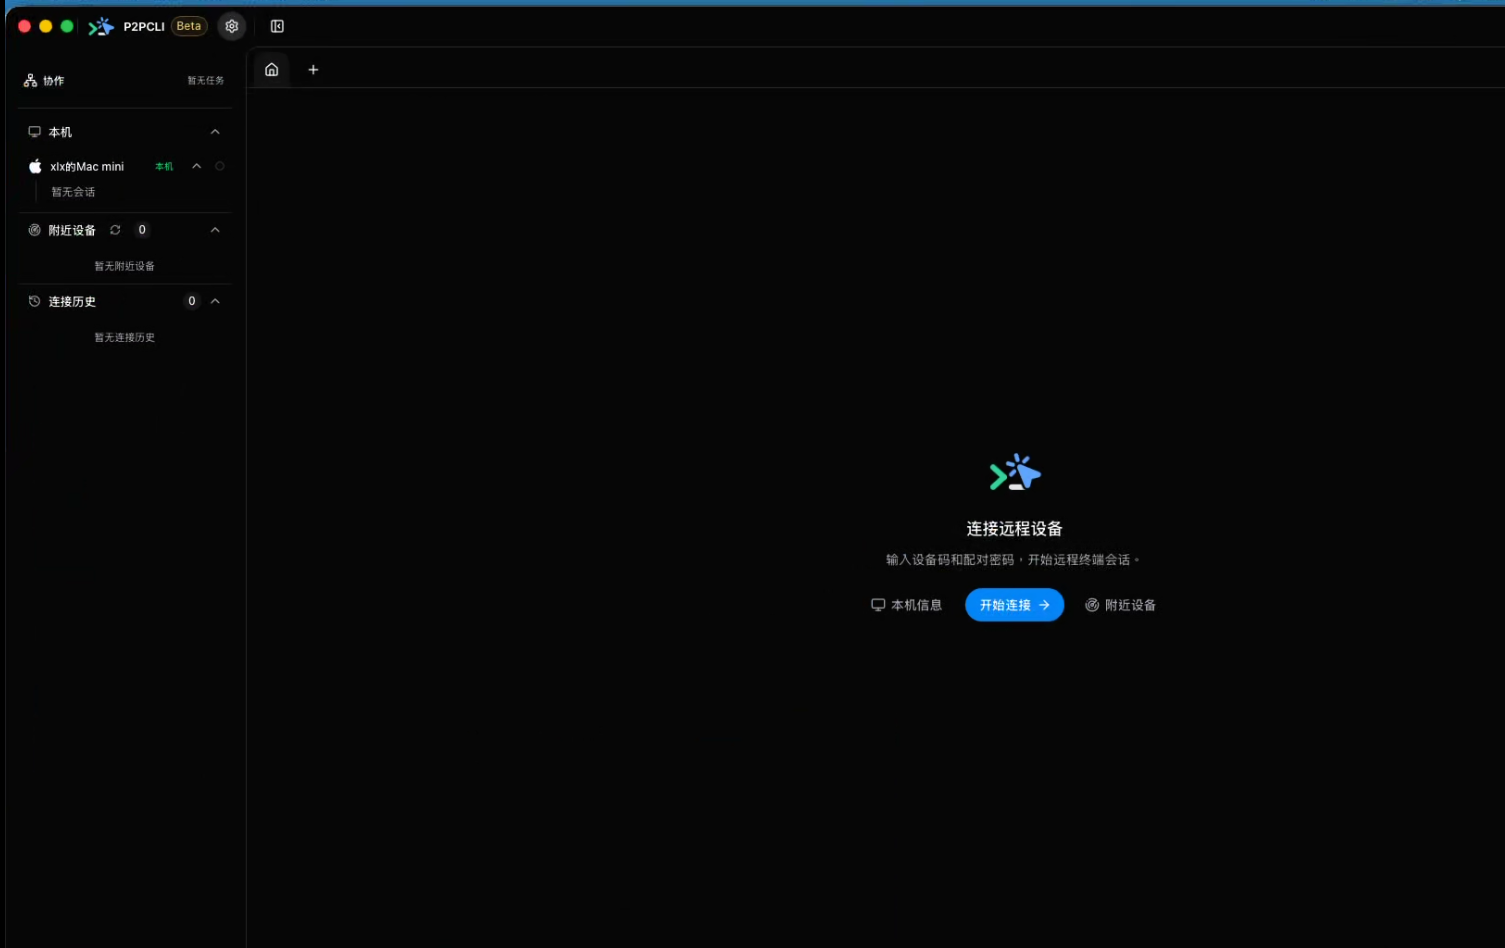 P2PCLI Beta
协作 暂无任务
本机
xlx的Mac mini 本机
暂无会话
附近设备 0
暂无附近设备
连接历史 0
暂无连接历史
连接远程设备
输入设备码和配对密码，开始远程终端会话。
本机信息 开始连接 附近设备